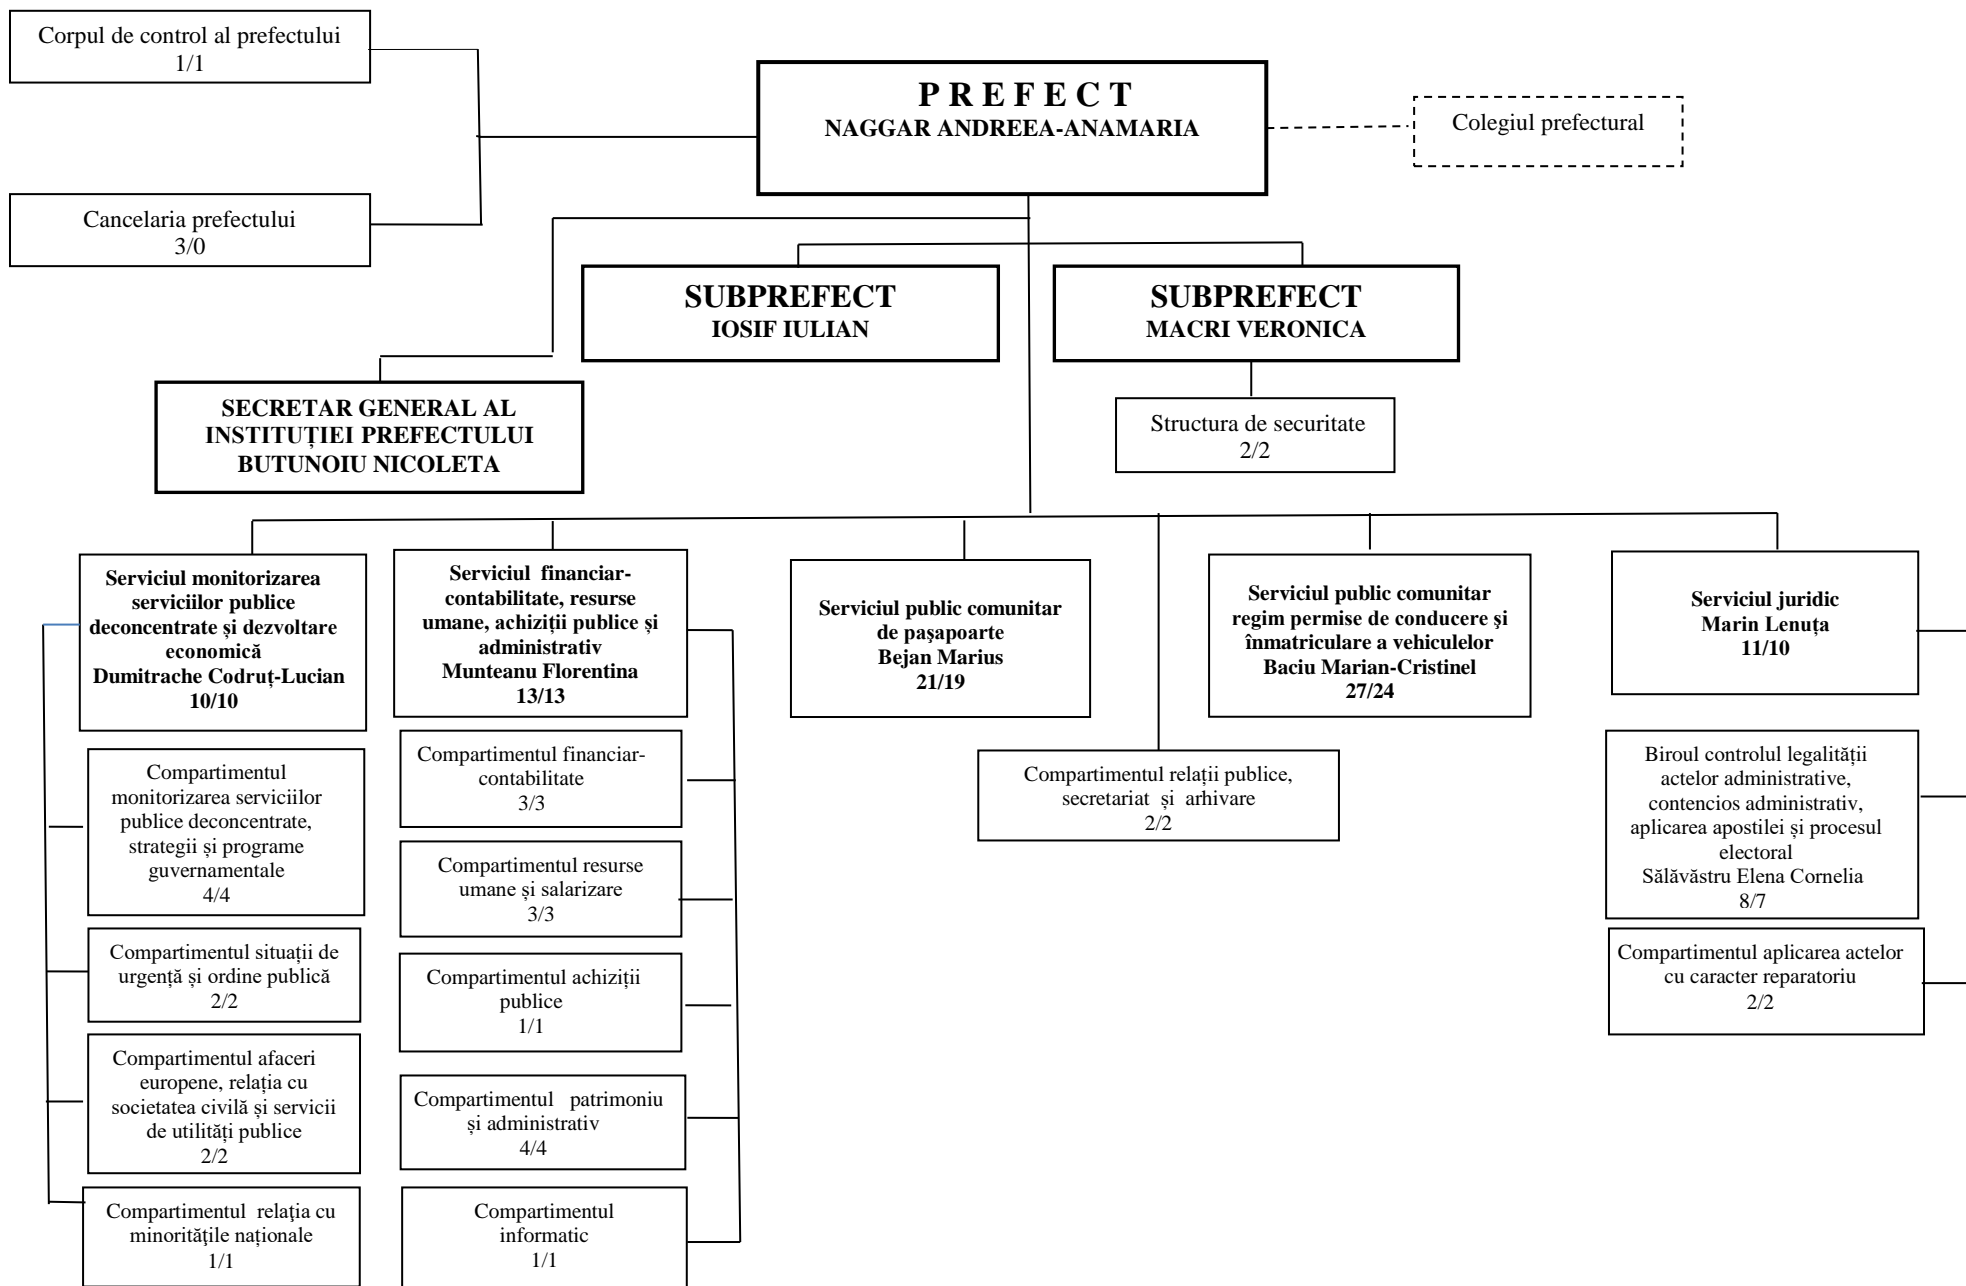 Corpul de control al prefectului
1/1
P R E F E C T
NAGGAR ANDREEA-ANAMARIA
Colegiul prefectural
Cancelaria prefectului
3/0
SUBPREFECT
IOSIF IULIAN
SUBPREFECT
MACRI VERONICA
SECRETAR GENERAL AL
INSTITUȚIEI PREFECTULUI
BUTUNOIU NICOLETA
Structura de securitate
2/2
Serviciul monitorizarea
serviciilor publice
deconcentrate și dezvoltare
economică
Dumitrache Codruț-Lucian
10/10
Serviciul financiar-
contabilitate, resurse
umane, achiziții publice și
administrativ
Munteanu Florentina
13/13
Serviciul public comunitar
de paşapoarte
Bejan Marius
21/19
Serviciul public comunitar
regim permise de conducere şi
înmatriculare a vehiculelor
Baciu Marian-Cristinel
27/24
Serviciul juridic
Marin Lenuța
11/10
Compartimentul
monitorizarea serviciilor
publice deconcentrate,
strategii și programe
guvernamentale
4/4
Compartimentul situații de
urgență și ordine publică
2/2
Compartimentul afaceri
europene, relația cu
societatea civilă și servicii
de utilități publice
2/2
Compartimentul relaţia cu
minorităţile naționale
1/1
Compartimentul financiar-
contabilitate
3/3
Compartimentul resurse
umane și salarizare
3/3
Compartimentul achiziții
publice
1/1
Compartimentul patrimoniu
și administrativ
4/4
Compartimentul
informatic
1/1
Compartimentul relații publice,
secretariat și arhivare
2/2
Biroul controlul legalității
actelor administrative,
contencios administrativ,
aplicarea apostilei și procesul
electoral
Sălăvăstru Elena Cornelia
8/7
Compartimentul aplicarea actelor
cu caracter reparatoriu
2/2